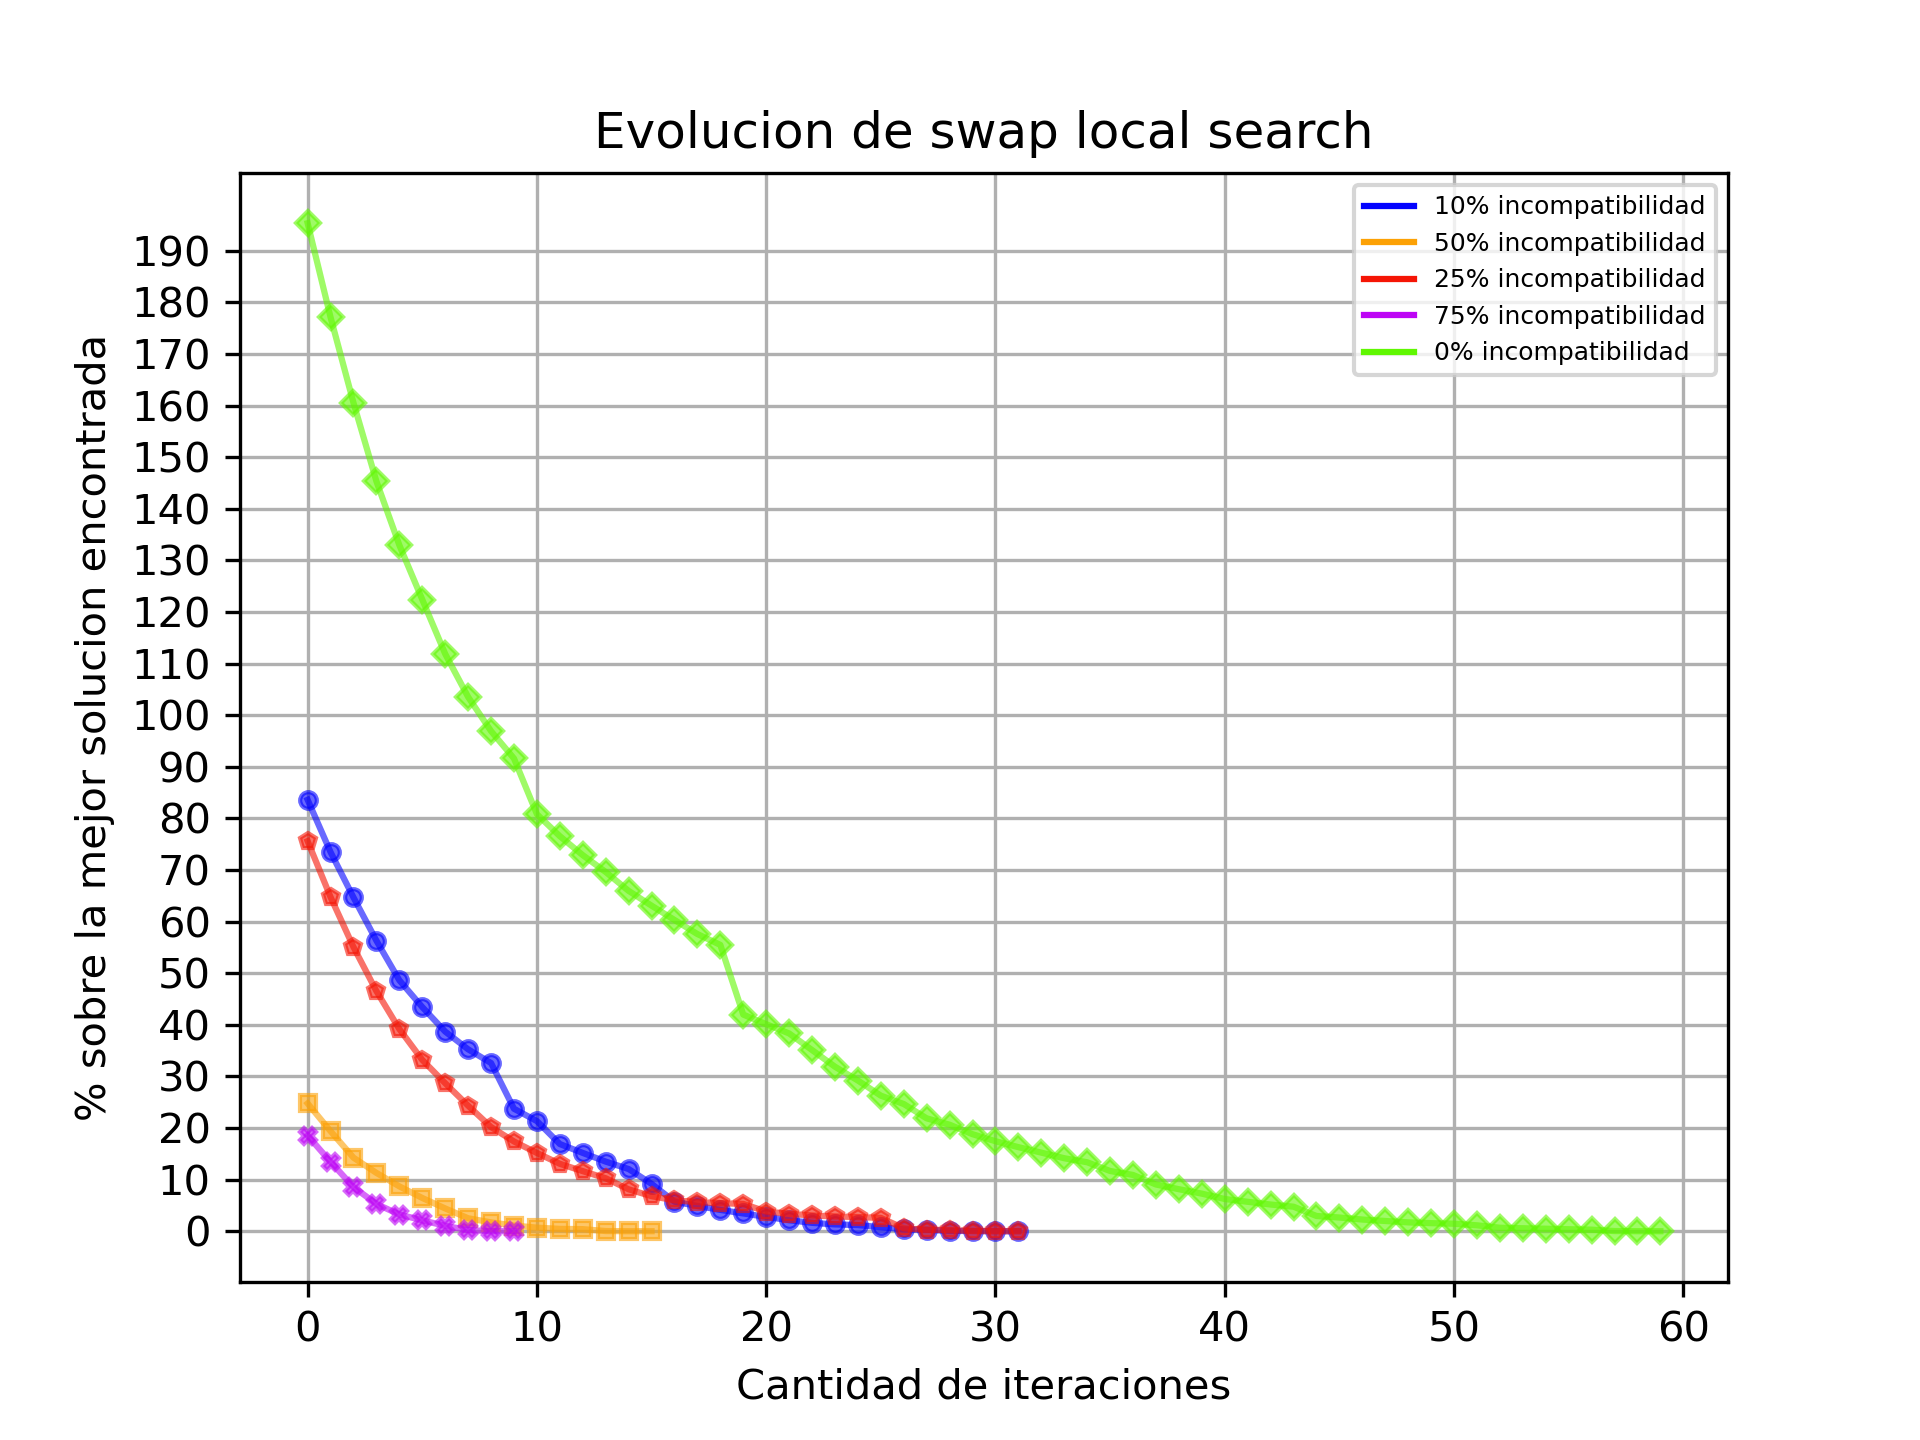 Evolucion de swap local search
% sobre la mejor solucion encontrada
190
180
170
160
150
140
130
120
110
100
90
80
70
60
50
40
30
20
10
0
10% incompatibilidad
50% incompatibilidad
25% incompatibilidad
75% incompatibilidad
0% incompatibilidad
0 10 20 30 40 50 60
Cantidad de iteraciones